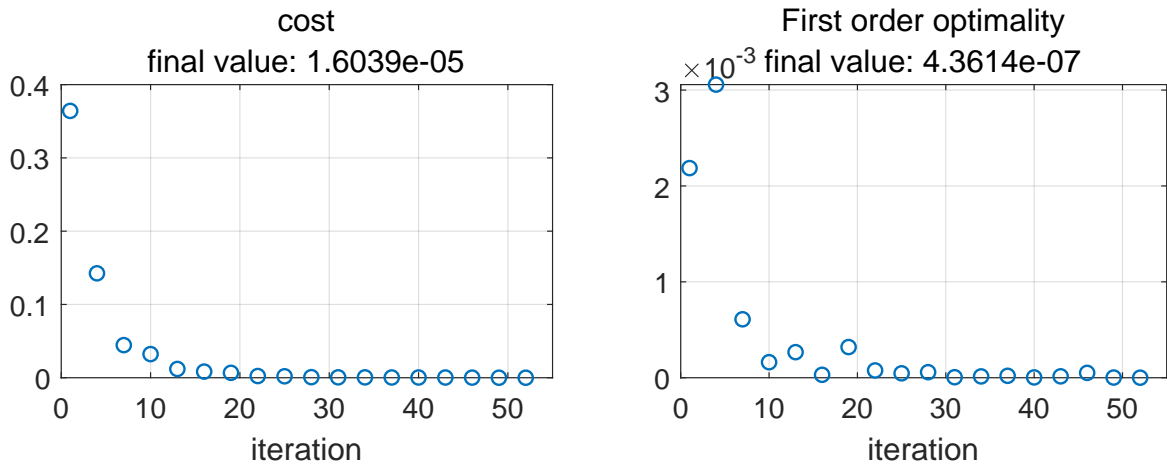 cost
final value: 1.6039e-05
0.4
0.3
0.2
0.1
0
0 10 20 30 40 50
iteration
First order optimality
×10-3 final value: 4.3614e-07
3
2
1
0
0 10 20 30 40 50
iteration